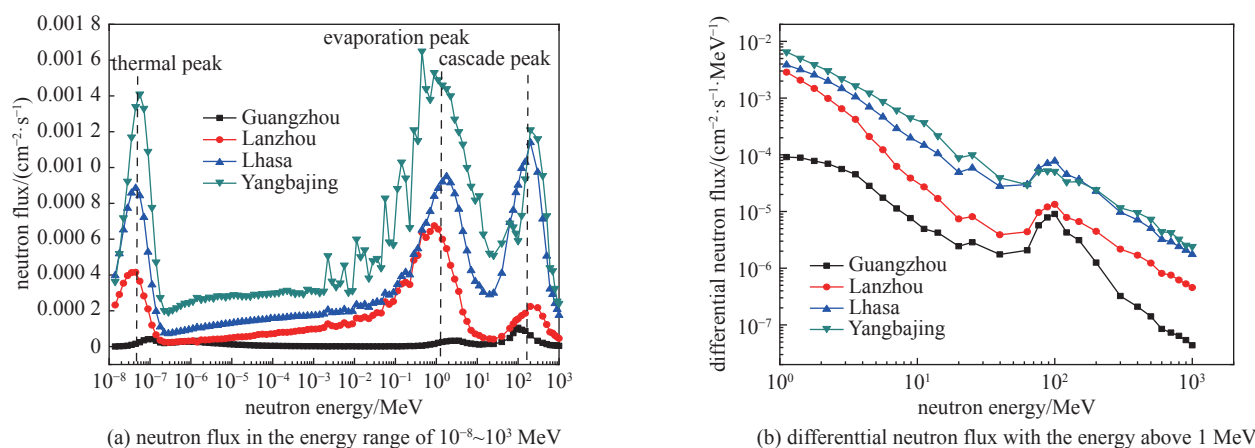 0.001 8
0.001 6
0.001 4
0.001 2
0.001 0
0.000 8
0.000 6
0.000 4
0.000 2
0
neutron flux/(cm⁻²·s⁻¹)
evaporation peak
cascade peak
thermal peak
Guangzhou
Lanzhou
Lhasa
Yangbajing
10⁻⁸ 10⁻⁷ 10⁻⁶ 10⁻⁵ 10⁻⁴ 10⁻³ 10⁻² 10⁻¹ 10⁰ 10¹ 10² 10³
neutron energy/MeV
(a) neutron flux in the energy range of 10⁻⁸~10³ MeV
10⁻²
10⁻³
10⁻⁴
10⁻⁵
10⁻⁶
10⁻⁷
differential neutron flux/(cm⁻²·s⁻¹·MeV⁻¹)
Guangzhou
Lanzhou
Lhasa
Yangbajing
10⁰ 10¹ 10² 10³
neutron energy/MeV
(b) differenttial neutron flux with the energy above 1 MeV